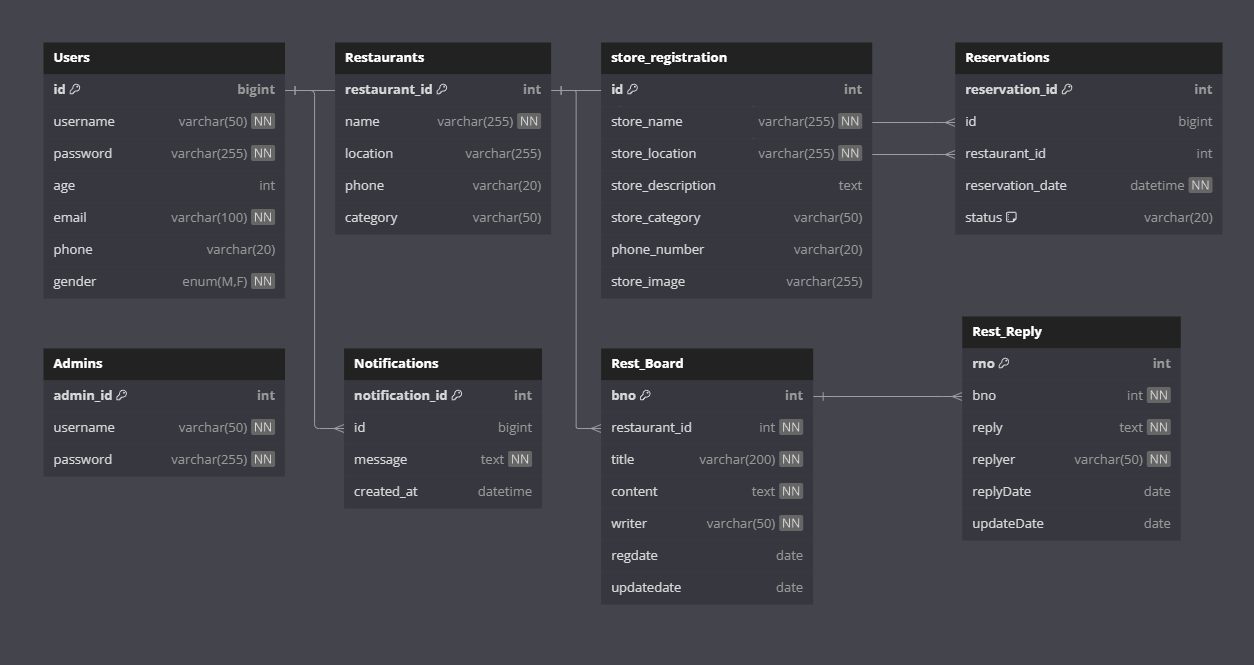 Users
id bigint
username varchar(50) NN
password varchar(255) NN
age int
email varchar(100) NN
phone varchar(20)
gender enum(M,F) NN
Restaurants
restaurant_id int
name varchar(255) NN
location varchar(255)
phone varchar(20)
category varchar(50)
store_registration
id int
store_name varchar(255) NN
store_location varchar(255) NN
store_description text
store_category varchar(50)
phone_number varchar(20)
store_image varchar(255)
Reservations
reservation_id int
id bigint
restaurant_id int
reservation_date datetime NN
status varchar(20)
Admins
admin_id int
username varchar(50) NN
password varchar(255) NN
Notifications
notification_id int
id bigint
message text NN
created_at datetime
Rest_Board
bno int
restaurant_id int NN
title varchar(200) NN
content text NN
writer varchar(50) NN
regdate date
updatedate date
Rest_Reply
rno int
bno int NN
reply text NN
replyer varchar(50) NN
replyDate date
updateDate date